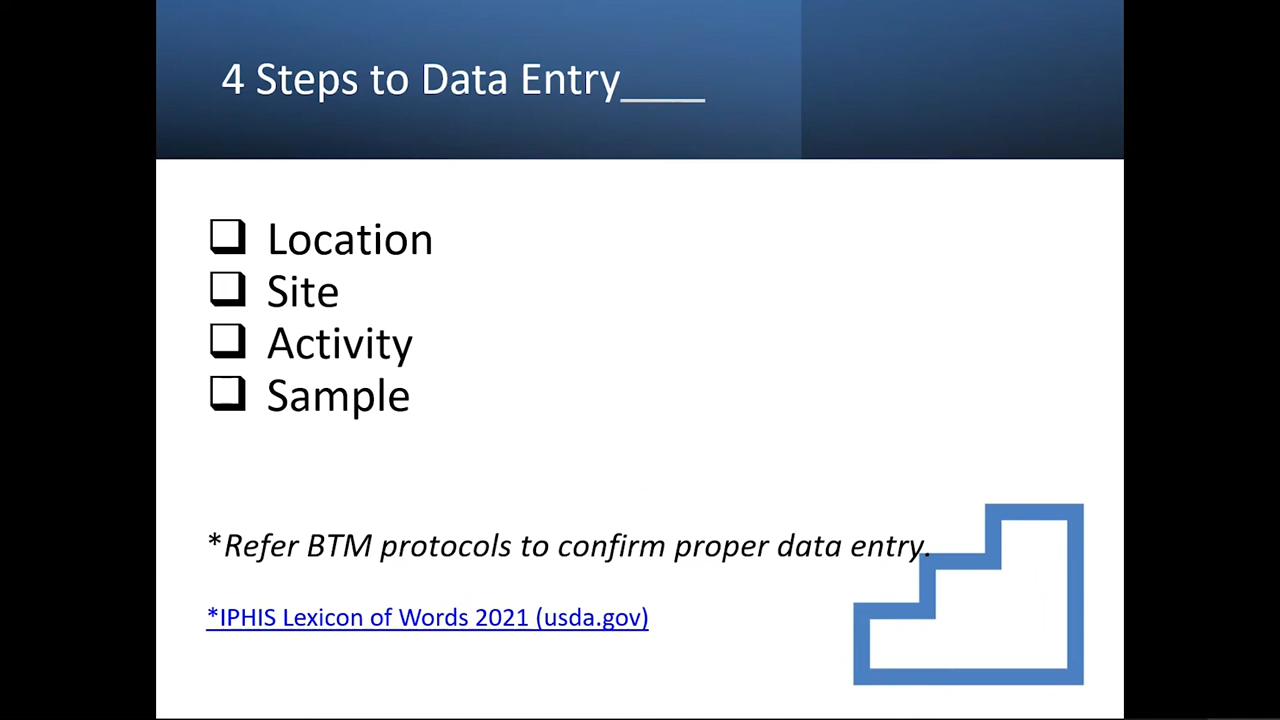 4 Steps to Data Entry____
❑ Location
❑ Site
❑ Activity
❑ Sample
*Refer BTM protocols to confirm proper data entry.
*IPHIS Lexicon of Words 2021 (usda.gov)